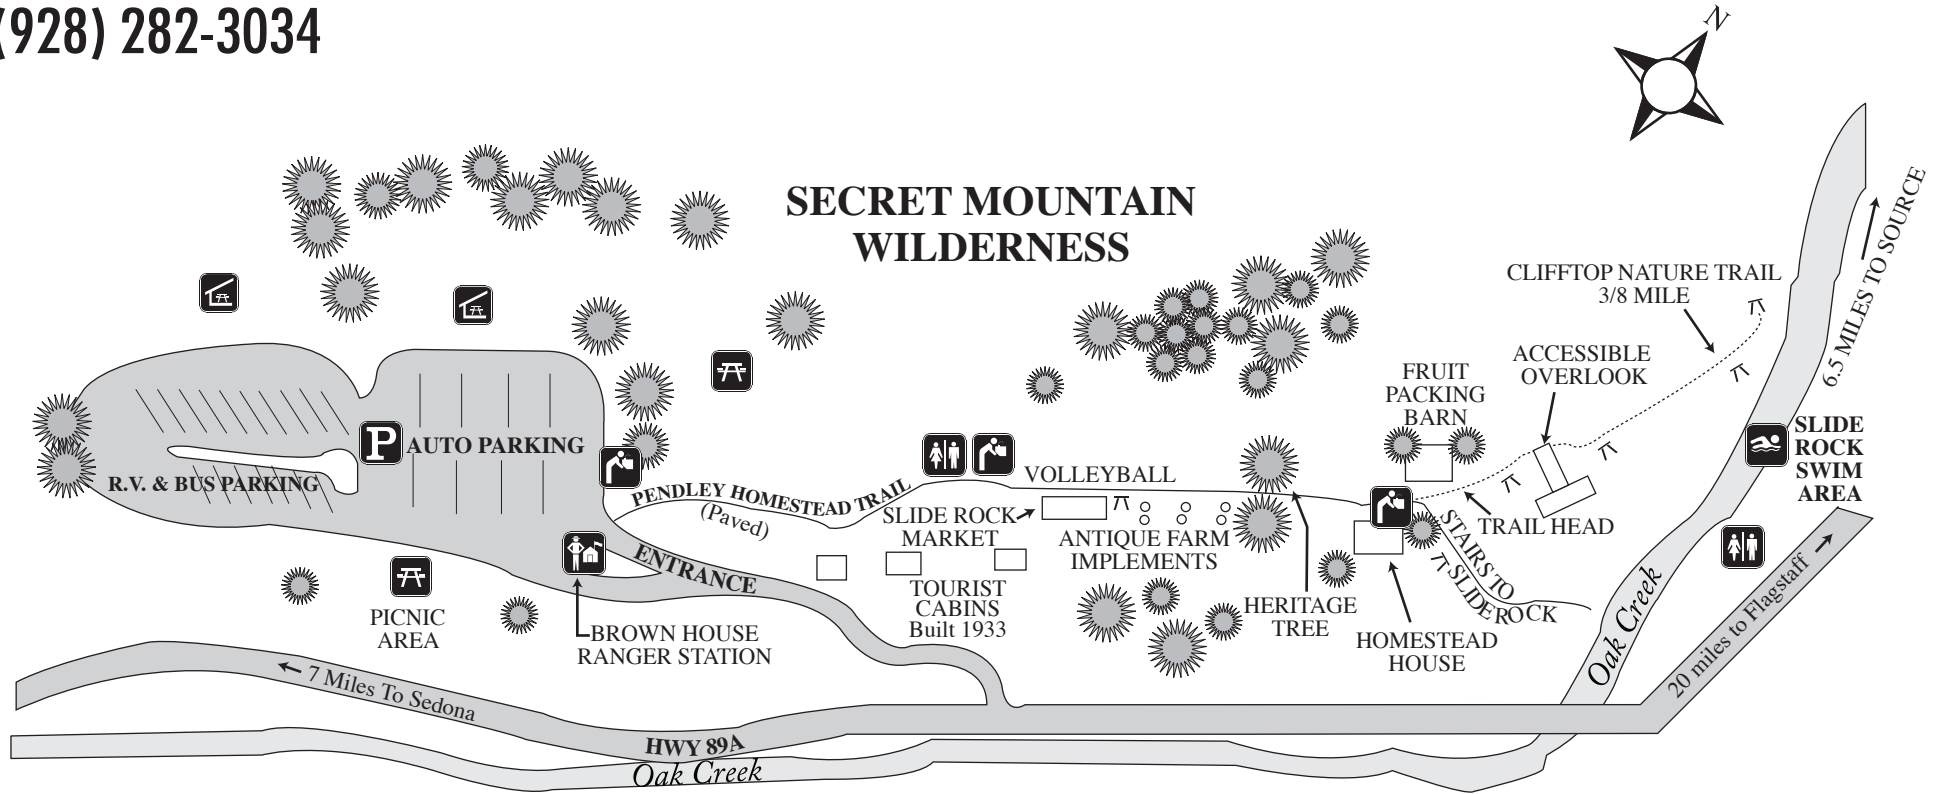 (928) 282-3034
N
SECRET MOUNTAIN
WILDERNESS
CLIFFTOP NATURE TRAIL
3/8 MILE
6.5 MILES TO SOURCE
ACCESSIBLE
OVERLOOK
FRUIT
PACKING
BARN
SLIDE
ROCK
SWIM
AREA
P
AUTO PARKING
R.V. & BUS PARKING
PENDLEY HOMESTEAD TRAIL
(Paved)
VOLLEYBALL
SLIDE ROCK
MARKET
ANTIQUE FARM
IMPLEMENTS
TRAIL HEAD
STAIRS TO
SLIDEROCK
ENTRANCE
TOURIST
CABINS
Built 1933
HERITAGE
TREE
HOMESTEAD
HOUSE
PICNIC
AREA
BROWN HOUSE
RANGER STATION
Oak Creek
20 miles to Flagstaff
7 Miles To Sedona
HWY 89A
Oak Creek